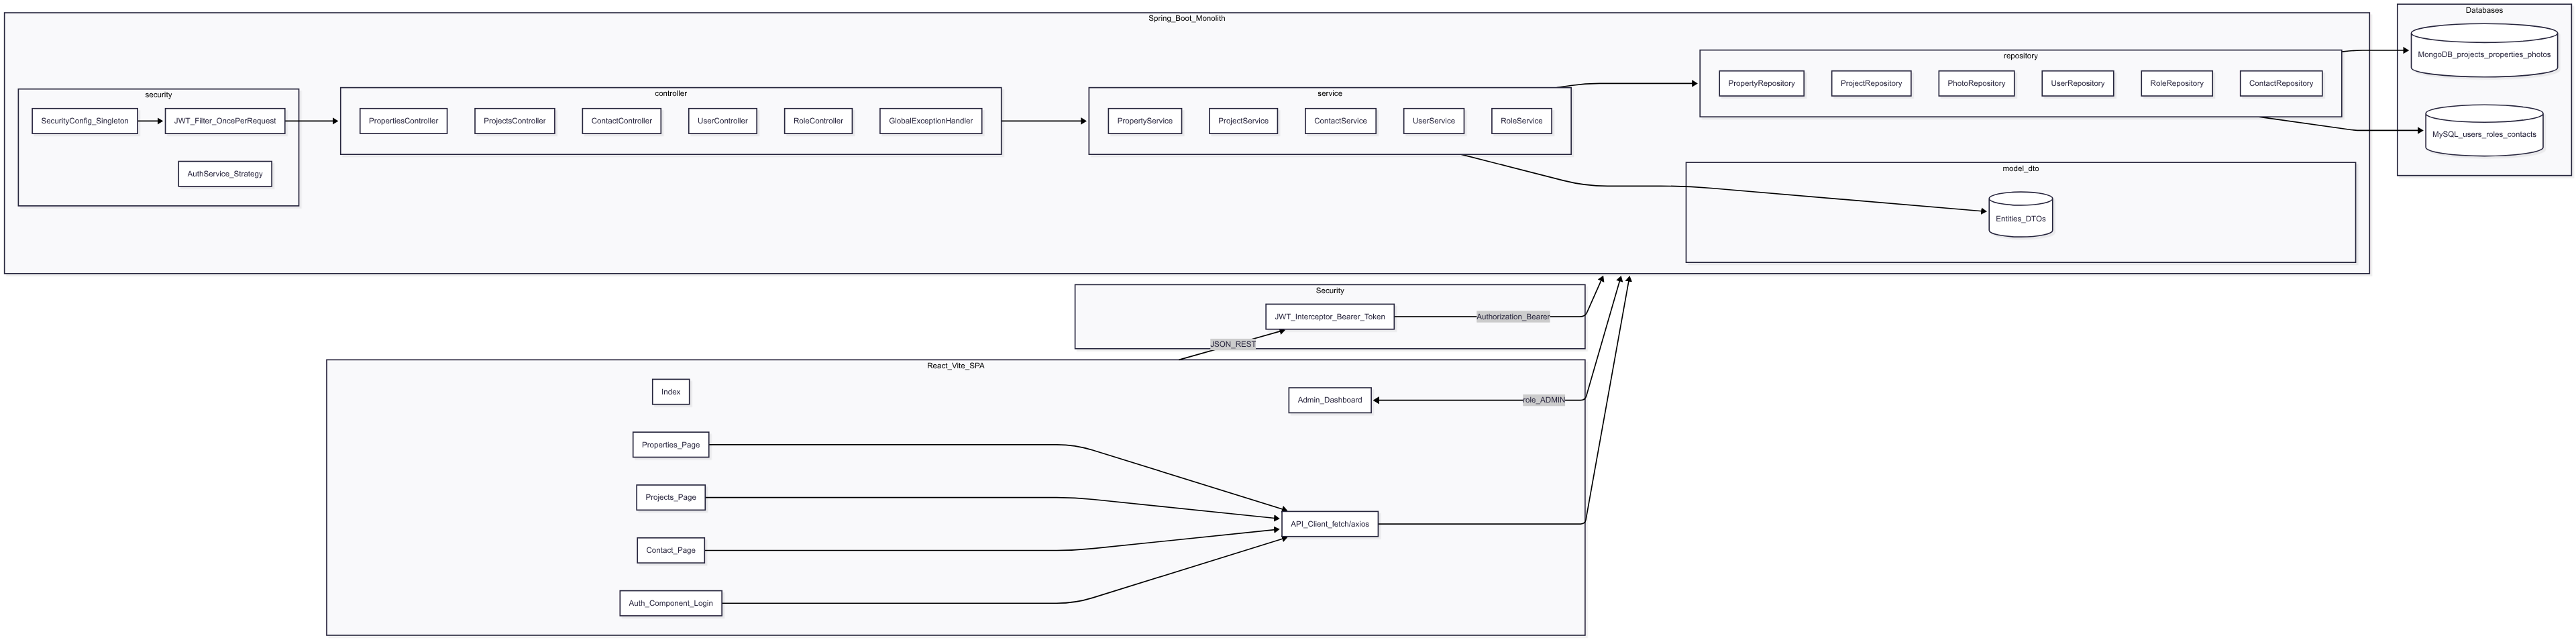 Spring_Boot_Monolith
security
SecurityConfig_Singleton
JWT_Filter_OncePerRequest
AuthService_Strategy
controller
PropertiesController
ProjectsController
ContactController
UserController
RoleController
GlobalExceptionHandler
service
PropertyService
ProjectService
ContactService
UserService
RoleService
repository
PropertyRepository
ProjectRepository
PhotoRepository
UserRepository
RoleRepository
ContactRepository
model_dto
Entities_DTOs
Databases
MongoDB_projects_properties_photos
MySQL_users_roles_contacts
Security
JWT_Interceptor_Bearer_Token
Authorization_Bearer
JSON_REST
React_Vite_SPA
Index
Admin_Dashboard
role_ADMIN
Properties_Page
Projects_Page
Contact_Page
Auth_Component_Login
API_Client_fetch/axios